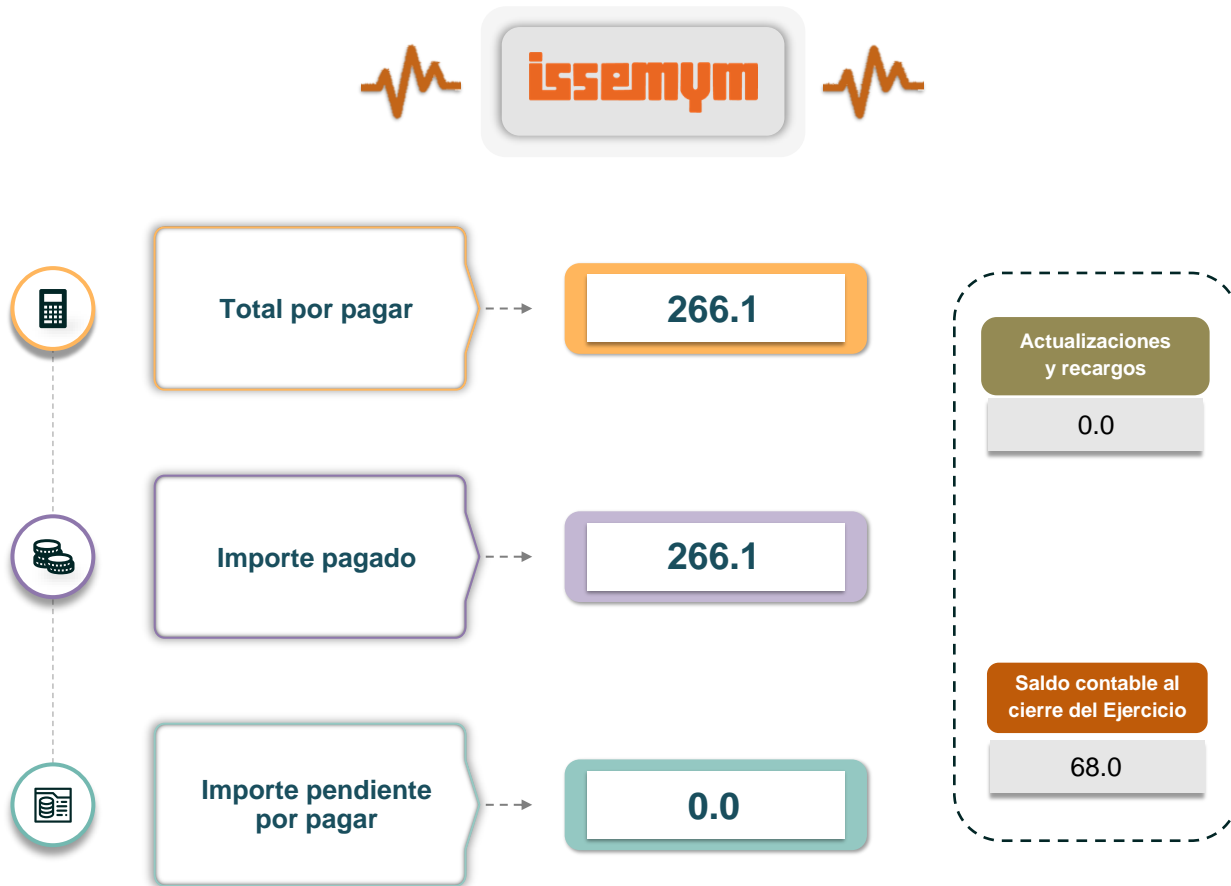 issemym
Total por pagar
266.1
Importe pagado
266.1
Importe pendiente
por pagar
0.0
Actualizaciones
y recargos
0.0
Saldo contable al
cierre del Ejercicio
68.0